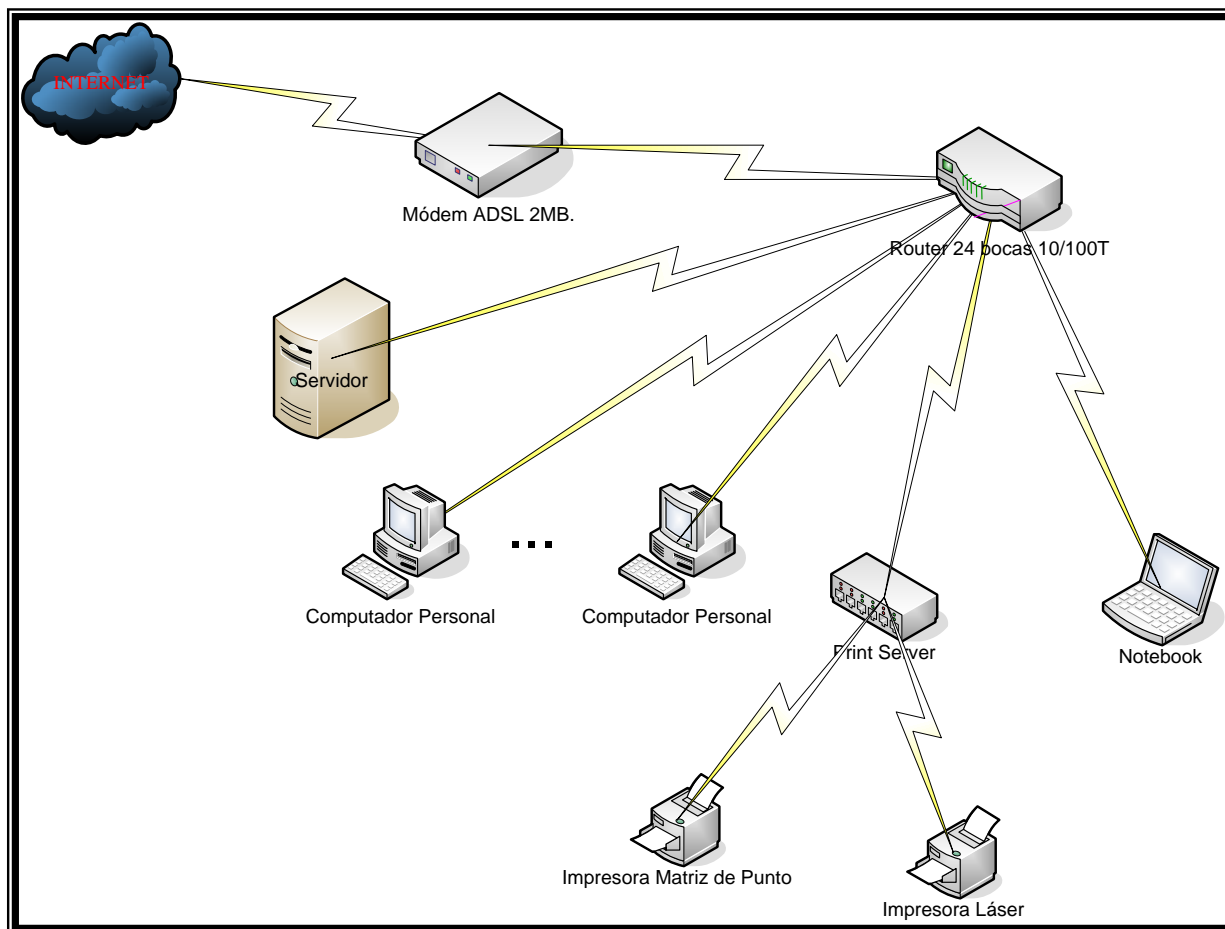 INTERNET
Módem ADSL 2MB.
Router 24 bocas 10/100T
Servidor
...
Computador Personal
Computador Personal
Print Server
Notebook
Impresora Matriz de Punto
Impresora Láser